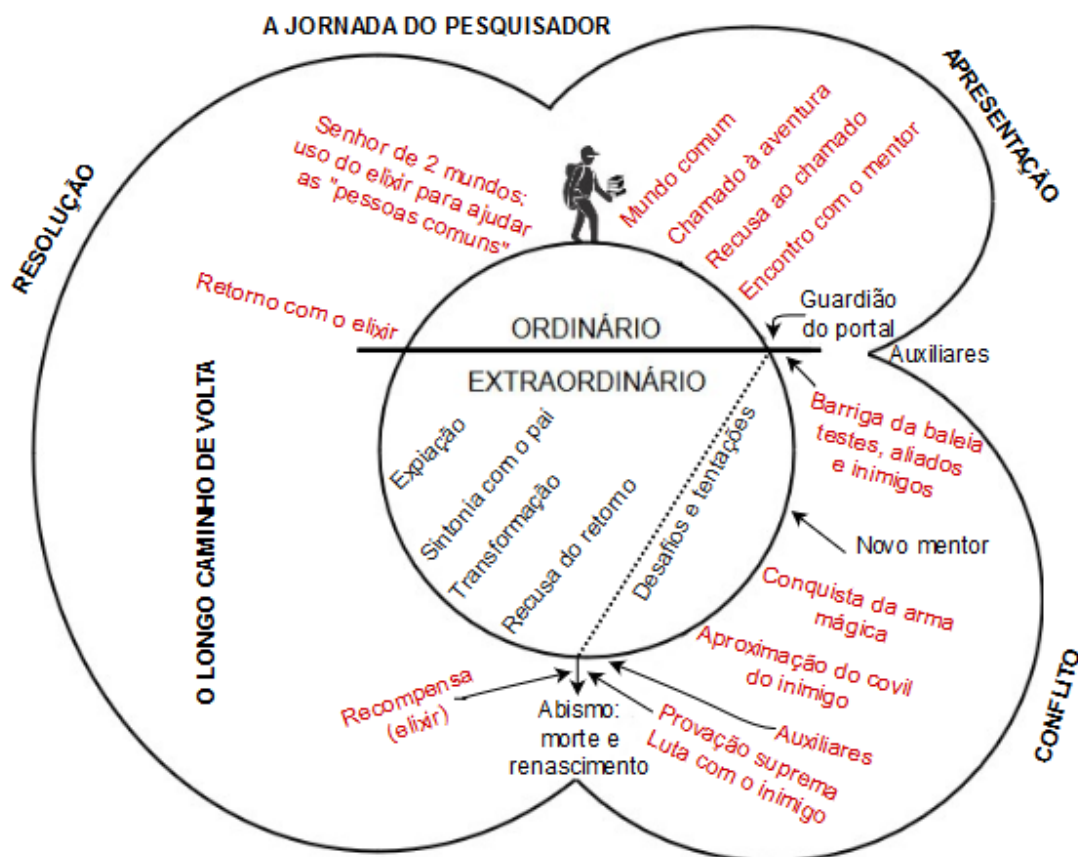 A JORNADA DO PESQUISADOR
APRESENTAÇÃO
Mundo comum
Chamado à aventura
Recusa ao chamado
Encontro com o mentor
Guardião
do portal
Auxiliares
Barriga da baleia
testes, aliados
e inimigos
Novo mentor
Conquista da arma
mágica
Aproximação do covil
do inimigo
CONFLITO
Auxiliares
Provação suprema
Luta com o inimigo
Abismo:
morte e
renascimento
Recompensa
(elixir)
ORDINÁRIO
EXTRAORDINÁRIO
Desafios e tentações
Recusa do retorno
Transformação
Sintonia com o pai
Expiação
O LONGO CAMINHO DE VOLTA
RESOLUÇÃO
Retorno com o elixir
Senhor de 2 mundos:
uso do elixir para ajudar
as "pessoas comuns"